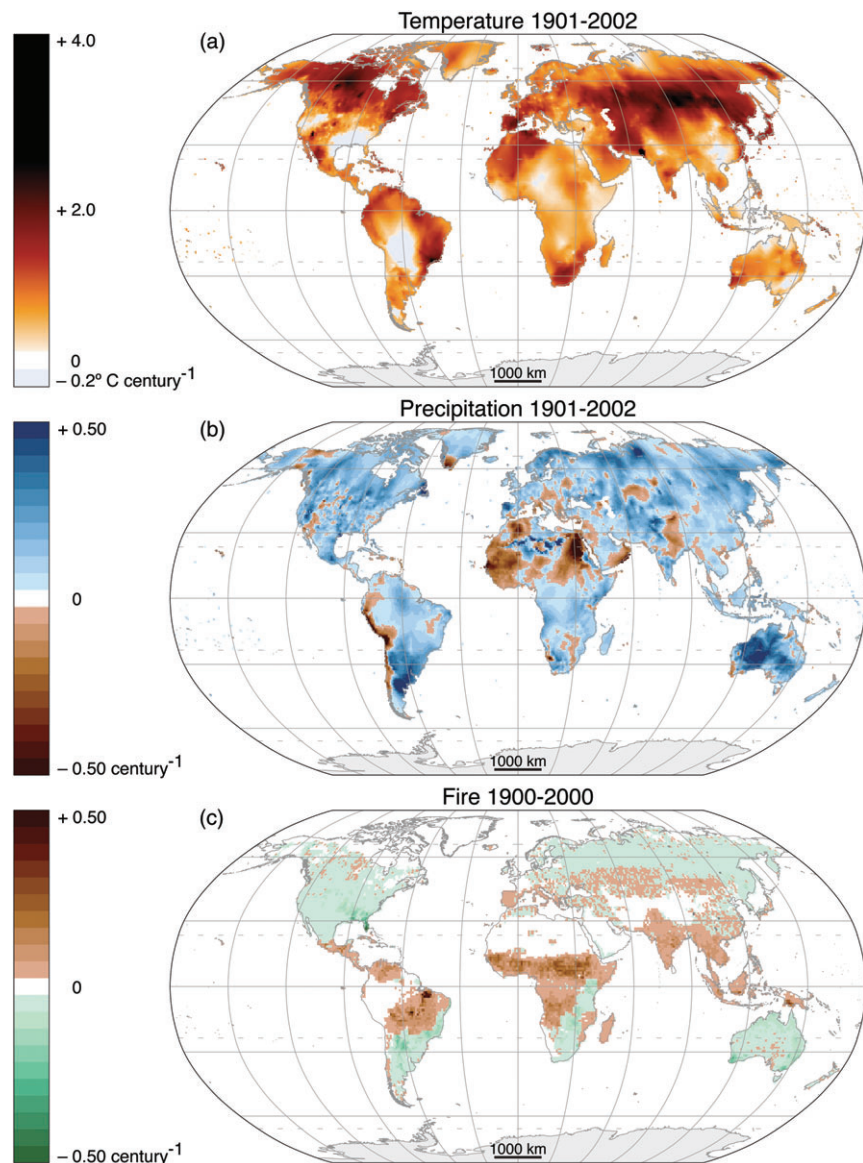 Temperature 1901-2002
(a)
+ 4.0
+ 2.0
0
– 0.2º C century-1
1000 km
Precipitation 1901-2002
(b)
+ 0.50
0
– 0.50 century-1
1000 km
Fire 1900-2000
(c)
+ 0.50
0
– 0.50 century-1
1000 km